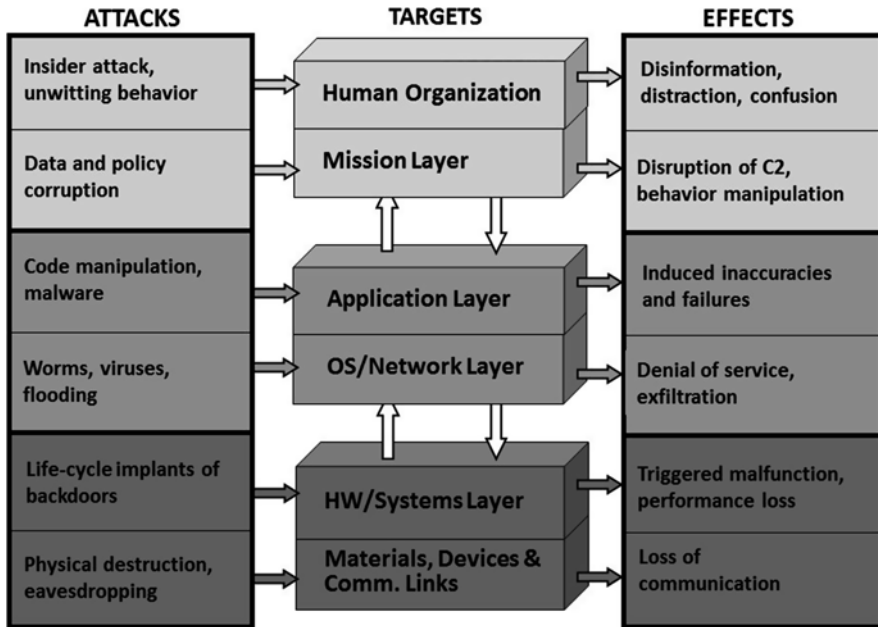 ATTACKS
TARGETS
EFFECTS
Insider attack,
unwitting behavior
Human Organization
Disinformation,
distraction, confusion
Data and policy
corruption
Mission Layer
Disruption of C2,
behavior manipulation
Code manipulation,
malware
Application Layer
Induced inaccuracies
and failures
Worms, viruses,
flooding
OS/Network Layer
Denial of service,
exfiltration
Life-cycle implants of
backdoors
HW/Systems Layer
Triggered malfunction,
performance loss
Physical destruction,
eavesdropping
Materials, Devices &
Comm. Links
Loss of
communication